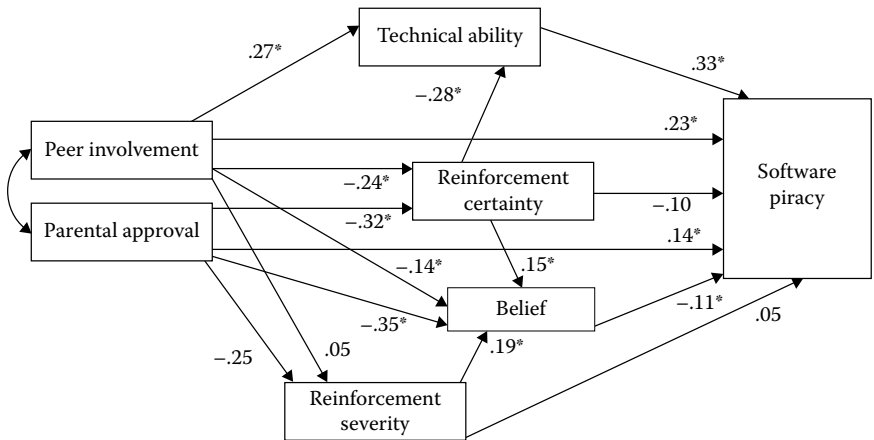 Technical ability
.27*
.33*
–.28*
Peer involvement
.23*
Software
piracy
–.24*
Reinforcement
certainty
–.10
Parental approval
–.32*
.14*
–.14*
.15*
Belief
–.11*
–.35*
.05
–.25
.05
.19*
Reinforcement
severity